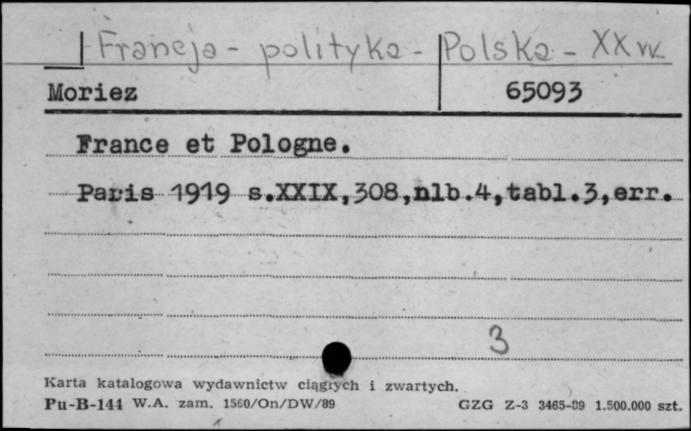 Francja - polityka - Polska - XX w.
Moriez 65093
France et Pologne.
Paris 1919 s.XXIX,308,nlb.4,tabl.3,err.
3
Karta katalogowa wydawnictw ciągłych i zwartych.
Pu-B-144 W.A. zam. 1560/On/DW/89 GZG Z-3 3465-89 1.500.000 szt.